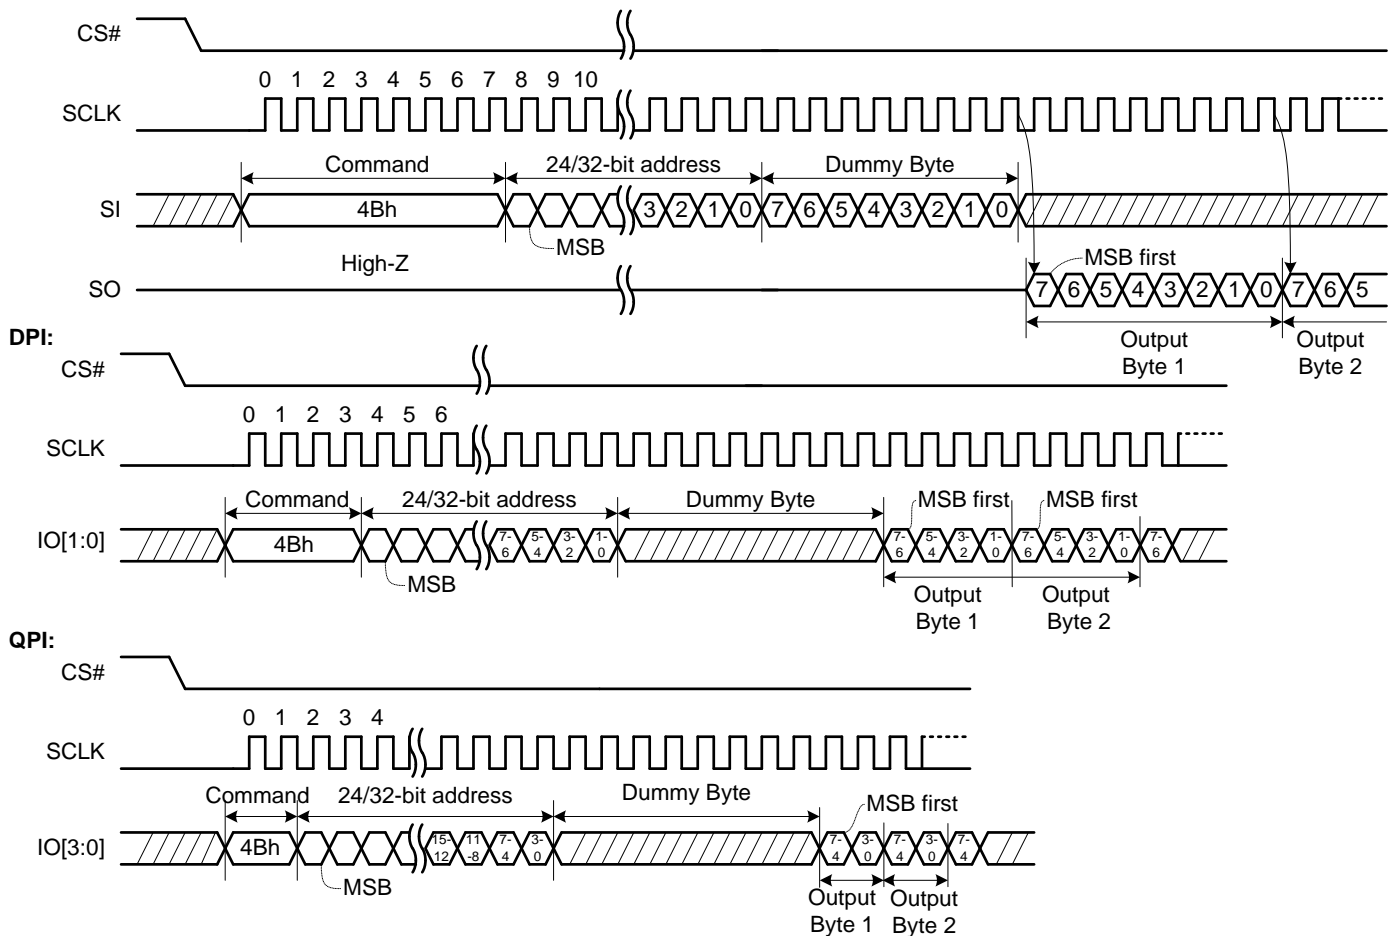 CS#
0 1 2 3 4 5 6 7 8 9 10
SCLK
Command 24/32-bit address Dummy Byte
SI 4Bh 3 2 1 0 7 6 5 4 3 2 1 0
MSB
High-Z
MSB first
SO 7 6 5 4 3 2 1 0 7 6 5
Output Byte 1
Output Byte 2
DPI:
CS#
0 1 2 3 4 5 6
SCLK
Command 24/32-bit address Dummy Byte MSB first MSB first
IO[1:0] 4Bh 7-6 5-4 3-2 1-0 7-6 5-4 3-2 1-0 7-6 5-4 3-2 1-0 7-6
MSB
Output Byte 1
Output Byte 2
QPI:
CS#
0 1 2 3 4
SCLK
Command 24/32-bit address Dummy Byte MSB first
IO[3:0] 4Bh 15-12 11-8 7-4 3-0 7-4 3-0 7-4 3-0 7-4
MSB
Output Byte 1
Output Byte 2